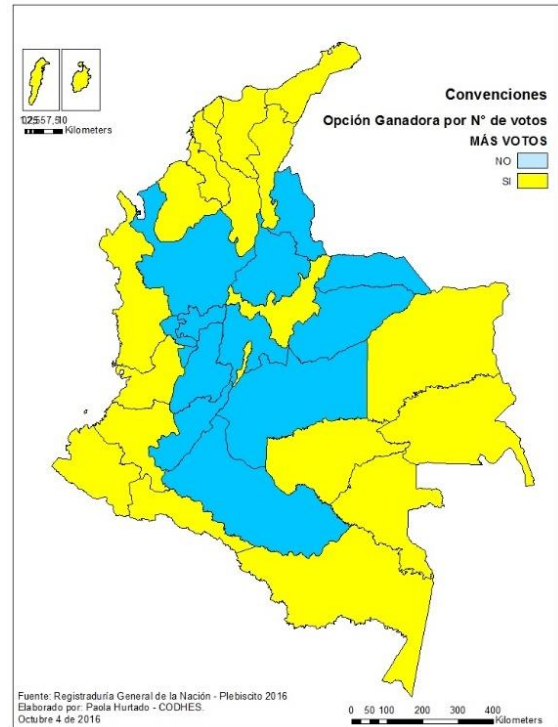 Convenciones
Opción Ganadora por N° de votos
MÁS VOTOS
NO
SI
Kilometers
Fuente: Registraduría General de la Nación - Plebiscito 2016
Elaborado por: Paola Hurtado - CODHES.
Octubre 4 de 2016
0 50 100 200 300 400
Kilometers